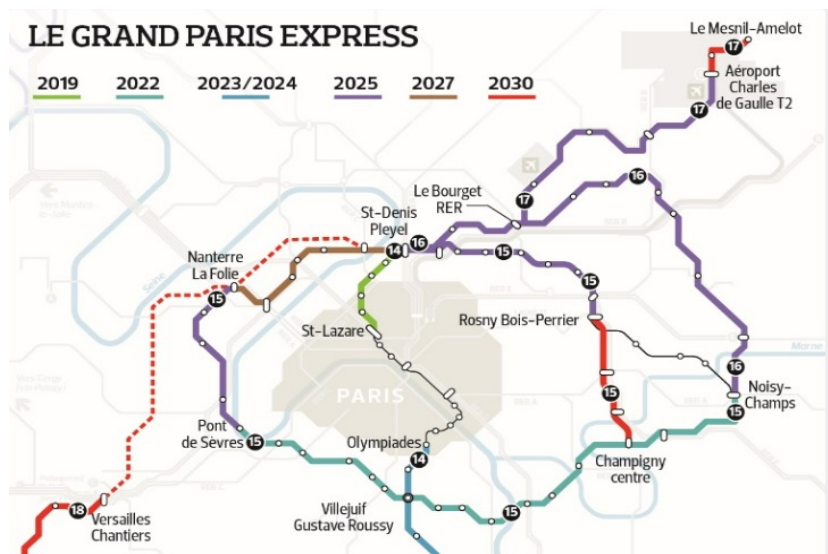 LE GRAND PARIS EXPRESS
2019 2022 2023/2024 2025 2027 2030
Le Mesnil-Amelot
17
Aéroport
Charles
de Gaulle T2
17
16
Le Bourget
RER
17
St-Denis
Pleyel
16
14
15
Nanterre
La Folie
15
15
St-Lazare
Rosny Bois-Perrier
Marne
PARIS
16
15
Noisy-
Champs
15
Pont
de Sèvres
15
Olympiades
14
Champigny
centre
Villejuif
Gustave Roussy
15
18
Versailles
Chantiers